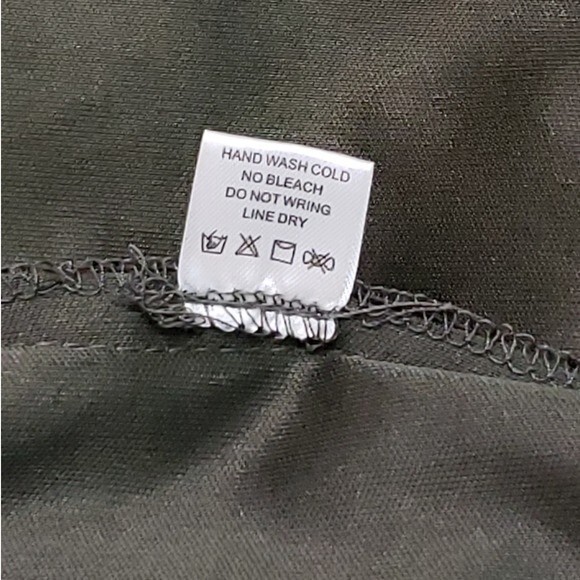 HAND WASH COLD
NO BLEACH
DO NOT WRING
LINE DRY